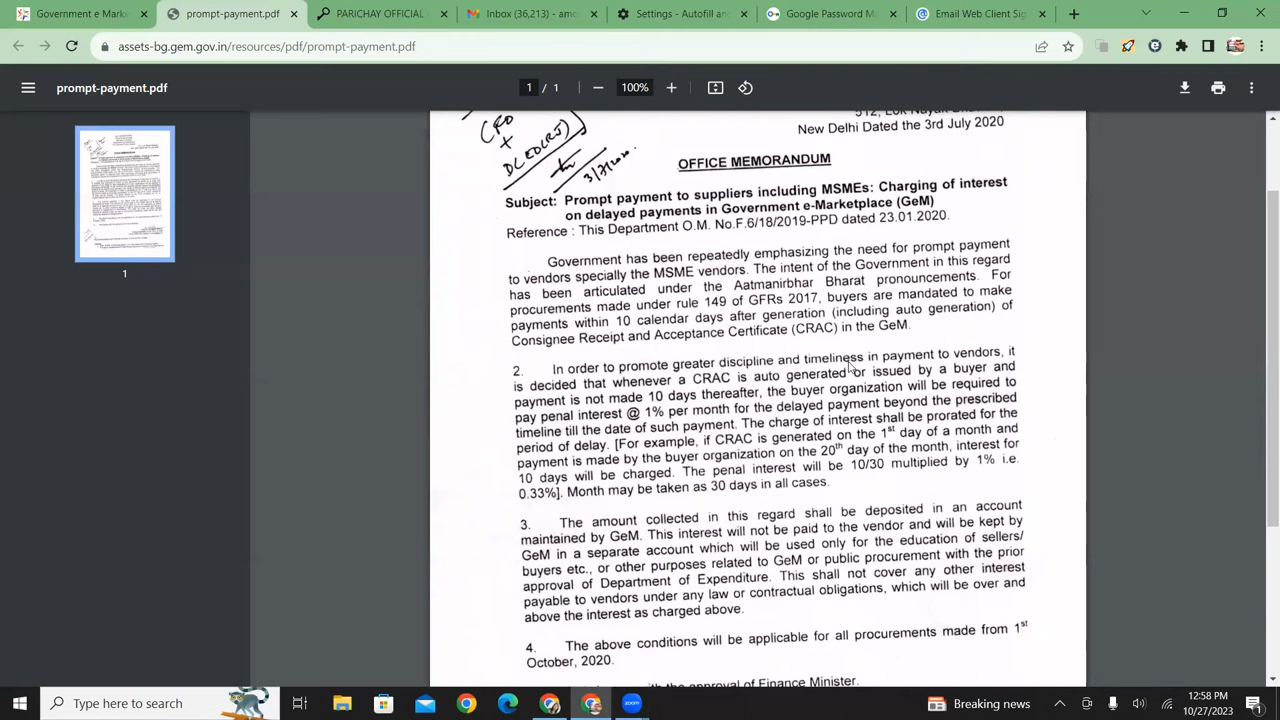 Government e Mark
prompt-payment.pdf
PARICHAY OFFICIAL
Inbox (36,213) - amc
Settings - Autofill an
Google Password M
Email Web Client Sig
assets-bg.gem.gov.in/resources/pdf/prompt-payment.pdf
prompt-payment.pdf
1 / 1
100%
1
New Delhi Dated the 3rd July 2020
3/7/2020.
OFFICE MEMORANDUM
Subject: Prompt payment to suppliers including MSMEs: Charging of interest
on delayed payments in Government e-Marketplace (GeM)
Reference : This Department O.M. No.F.6/18/2019-PPD dated 23.01.2020.
Government has been repeatedly emphasizing the need for prompt payment
to vendors specially the MSME vendors. The intent of the Government in this regard
has been articulated under the Aatmanirbhar Bharat pronouncements. For
procurements made under rule 149 of GFRs 2017, buyers are mandated to make
payments within 10 calendar days after generation (including auto generation) of
Consignee Receipt and Acceptance Certificate (CRAC) in the GeM.
2. In order to promote greater discipline and timeliness in payment to vendors, it
is decided that whenever a CRAC is auto generated or issued by a buyer and
payment is not made 10 days thereafter, the buyer organization will be required to
pay penal interest @ 1% per month for the delayed payment beyond the prescribed
timeline till the date of such payment. The charge of interest shall be prorated for the
period of delay. [For example, if CRAC is generated on the 1st day of a month and
payment is made by the buyer organization on the 20th day of the month, interest for
10 days will be charged. The penal interest will be 10/30 multiplied by 1% i.e.
0.33%]. Month may be taken as 30 days in all cases.
3. The amount collected in this regard shall be deposited in an account
maintained by GeM. This interest will not be paid to the vendor and will be kept by
GeM in a separate account which will be used only for the education of sellers/
buyers etc., or other purposes related to GeM or public procurement with the prior
approval of Department of Expenditure. This shall not cover any other interest
payable to vendors under any law or contractual obligations, which will be over and
above the interest as charged above.
4. The above conditions will be applicable for all procurements made from 1st
October, 2020.
with the approval of Finance Minister.
Type here to search
Breaking news
12:58 PM
10/27/2023